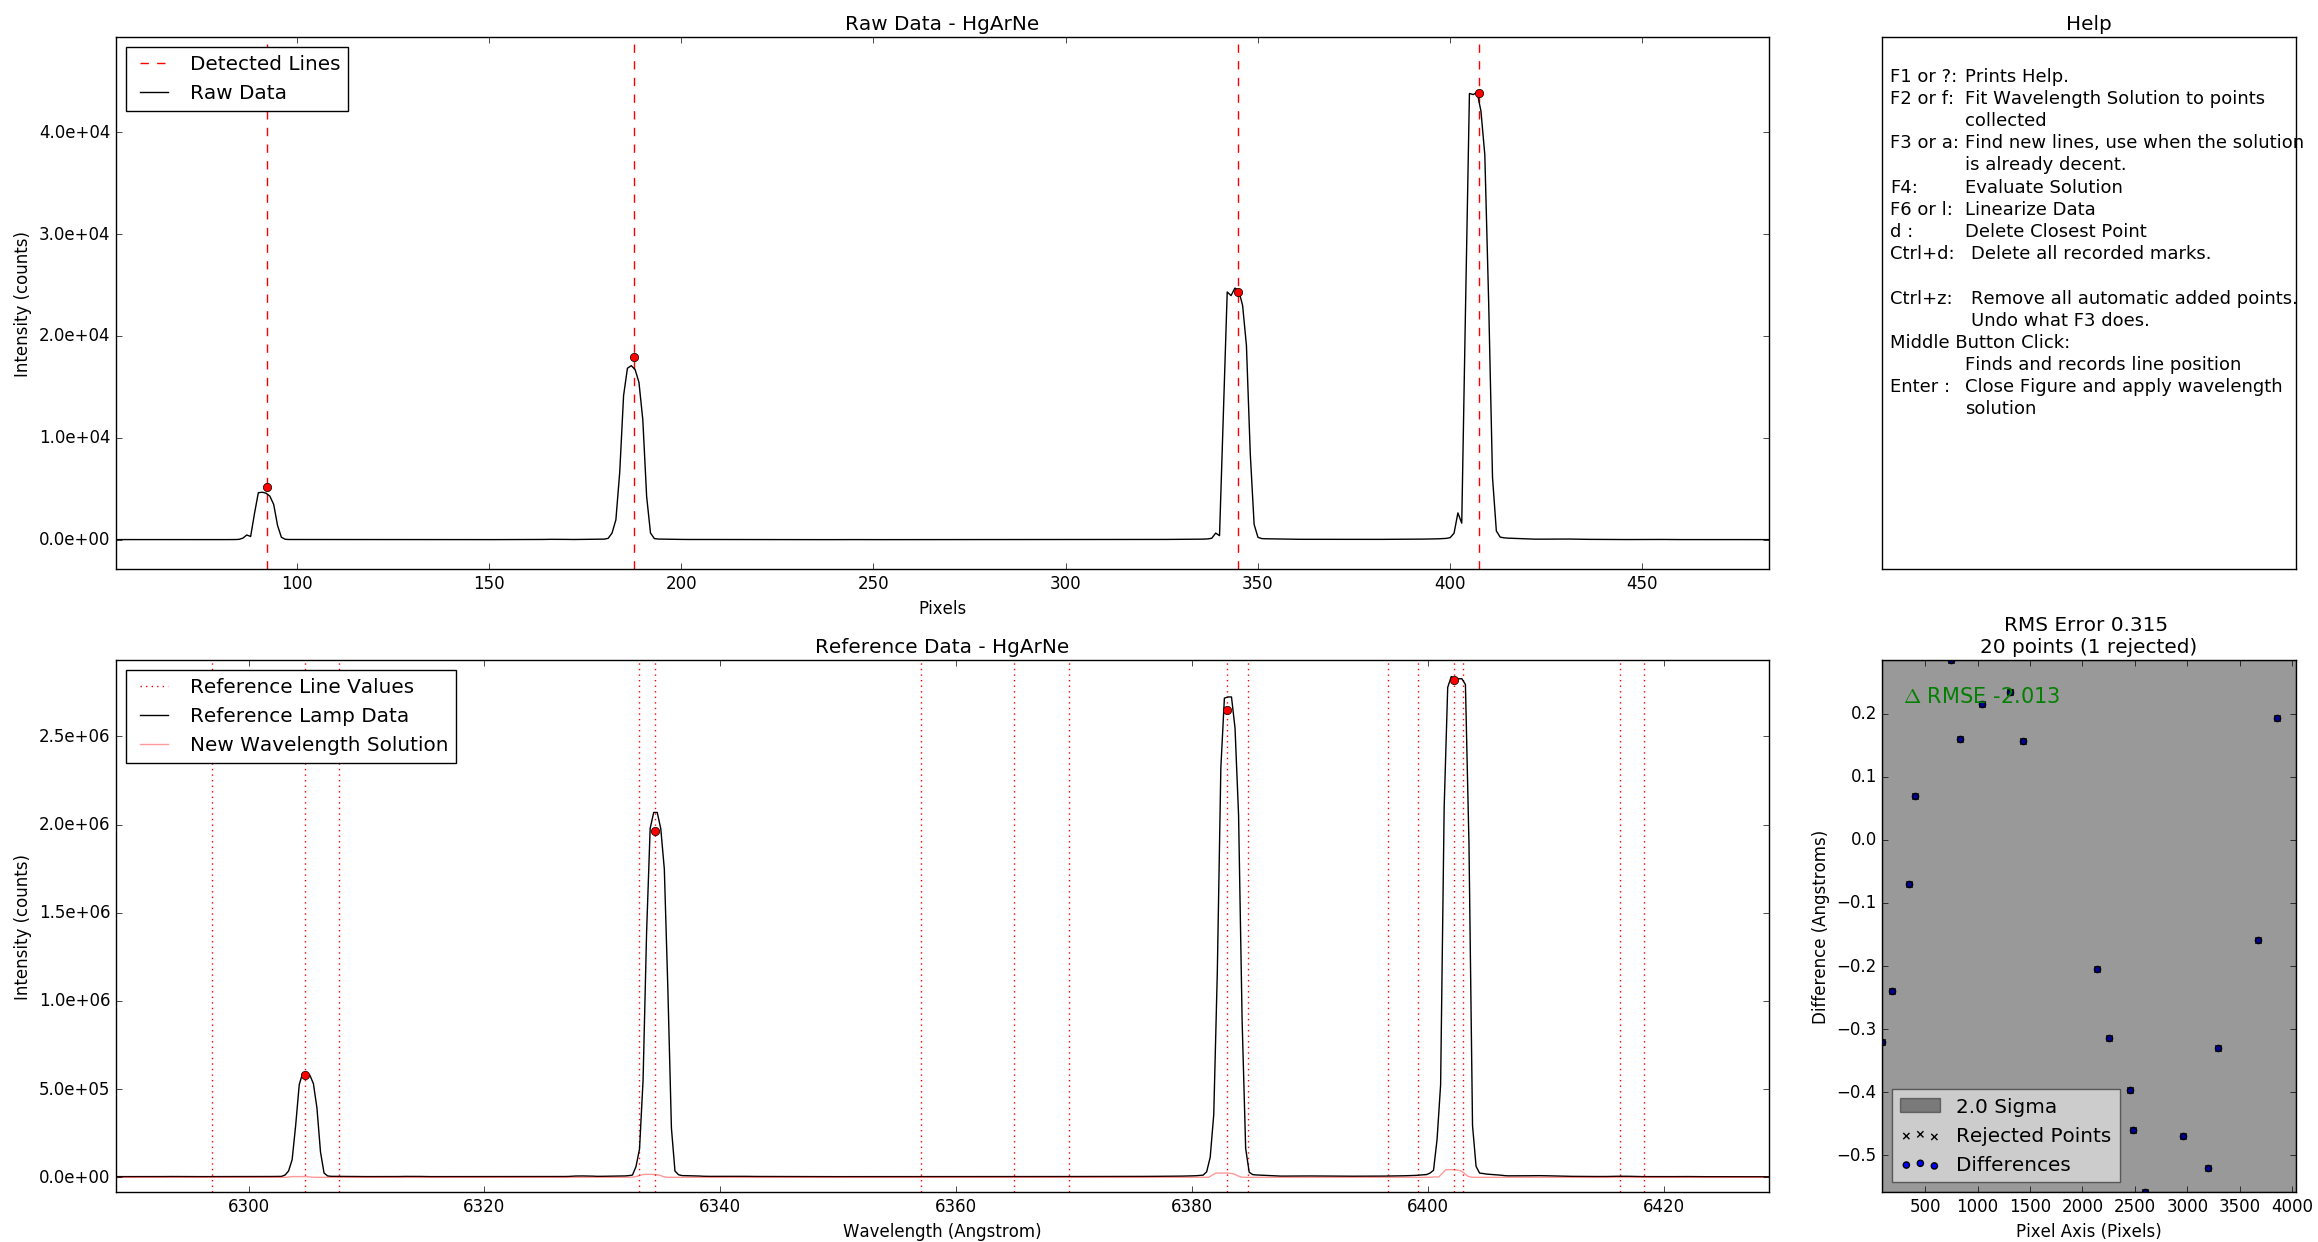 Raw Data - HgArNe
Detected Lines
Raw Data
Intensity (counts)
4.0e+04
3.0e+04
2.0e+04
1.0e+04
0.0e+00
100 150 200 250 300 350 400 450
Pixels
Help
F1 or ?: Prints Help.
F2 or f: Fit Wavelength Solution to points
collected
F3 or a: Find new lines, use when the solution
is already decent.
F4: Evaluate Solution
F6 or l: Linearize Data
d : Delete Closest Point
Ctrl+d: Delete all recorded marks.
Ctrl+z: Remove all automatic added points.
Undo what F3 does.
Middle Button Click:
Finds and records line position
Enter : Close Figure and apply wavelength
solution
Reference Data - HgArNe
Reference Line Values
Reference Lamp Data
New Wavelength Solution
Intensity (counts)
2.5e+06
2.0e+06
1.5e+06
1.0e+06
5.0e+05
0.0e+00
6300 6320 6340 6360 6380 6400 6420
Wavelength (Angstrom)
RMS Error 0.315
20 points (1 rejected)
Δ RMSE -2.013
Difference (Angstroms)
0.2
0.1
0.0
−0.1
−0.2
−0.3
−0.4
−0.5
2.0 Sigma
Rejected Points
Differences
500 1000 1500 2000 2500 3000 3500 4000
Pixel Axis (Pixels)